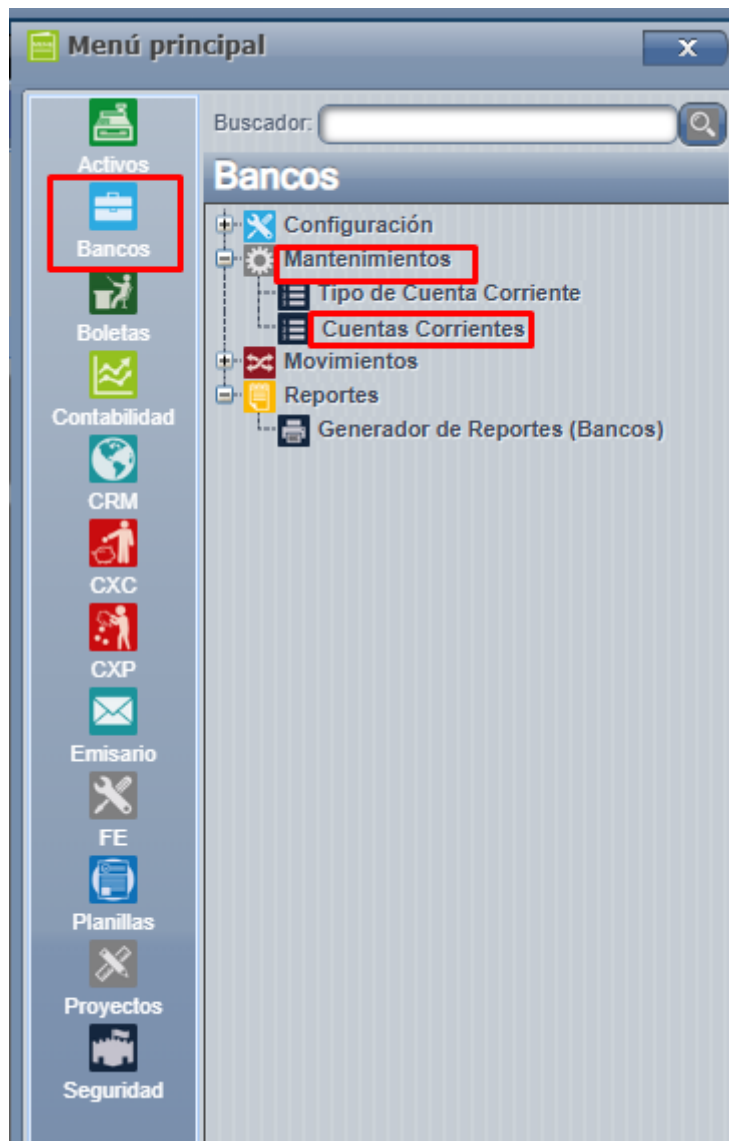 Menú principal
x
Activos
Bancos
Boletas
Contabilidad
CRM
CXC
CXP
Emisario
FE
Planillas
Proyectos
Seguridad
Buscador:
Bancos
Configuración
Mantenimientos
Tipo de Cuenta Corriente
Cuentas Corrientes
Movimientos
Reportes
Generador de Reportes (Bancos)